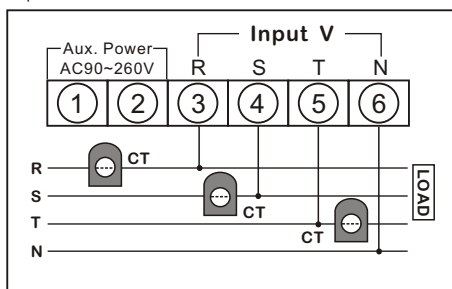 Input V
Aux. Power
AC90~260V
R S T N
1 2 3 4 5 6
R CT
S CT
T CT
N
LOAD